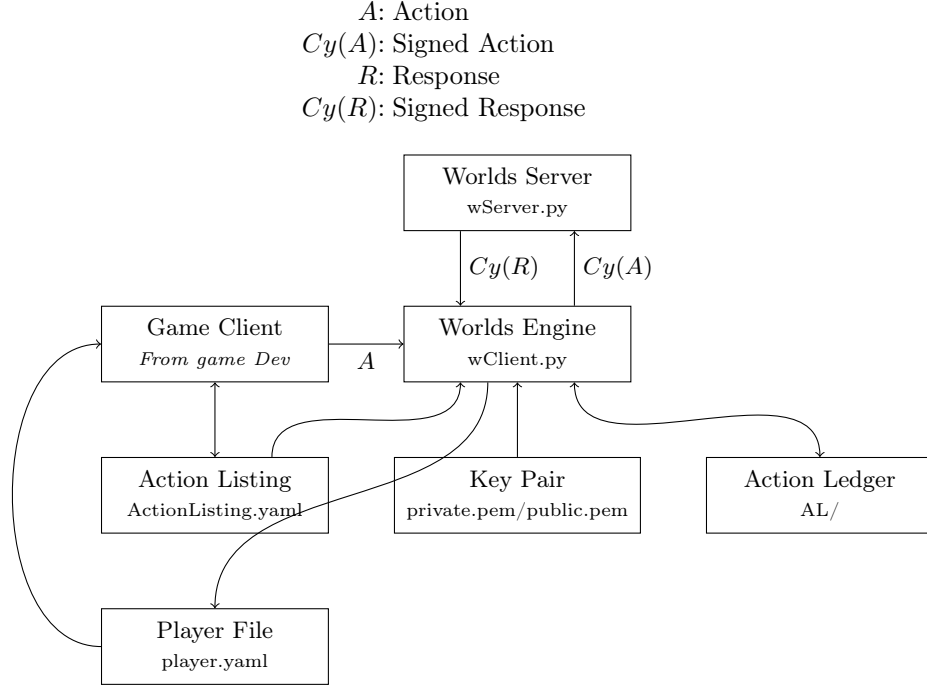 A: Action
Cy(A): Signed Action
R: Response
Cy(R): Signed Response
Worlds Server
wServer.py
Cy(R)
Cy(A)
Game Client
From game Dev
A
Worlds Engine
wClient.py
Action Listing
ActionListing.yaml
Key Pair
private.pem/public.pem
Action Ledger
AL/
Player File
player.yaml